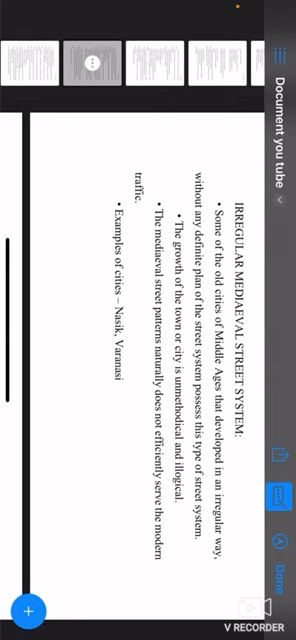 Document you tube
Done
IRREGULAR MEDIAEVAL STREET SYSTEM:
• Some of the old cities of Middle Ages that developed in an irregular way,
without any definite plan of the street system possess this type of street system.
• The growth of the town or city is unmethodical and illogical.
• The mediaeval street patterns naturally does not efficiently serve the modern
traffic.
• Examples of cities – Nasik, Varanasi
V RECORDER